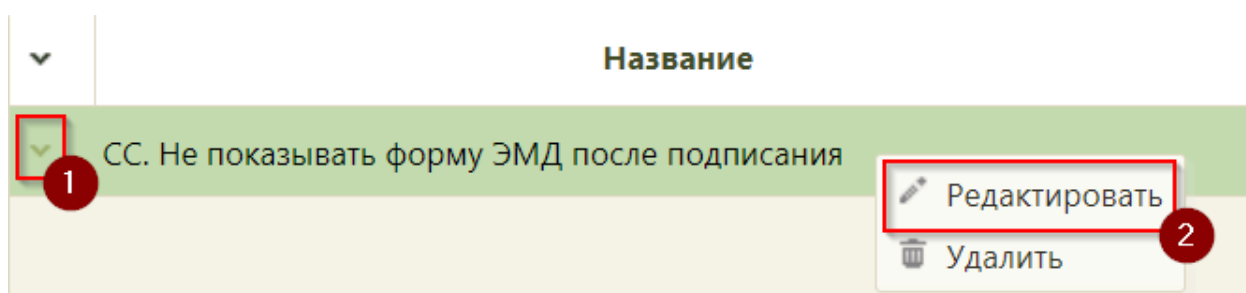 Название
СС. Не показывать форму ЭМД после подписания
1
Редактировать
2
Удалить